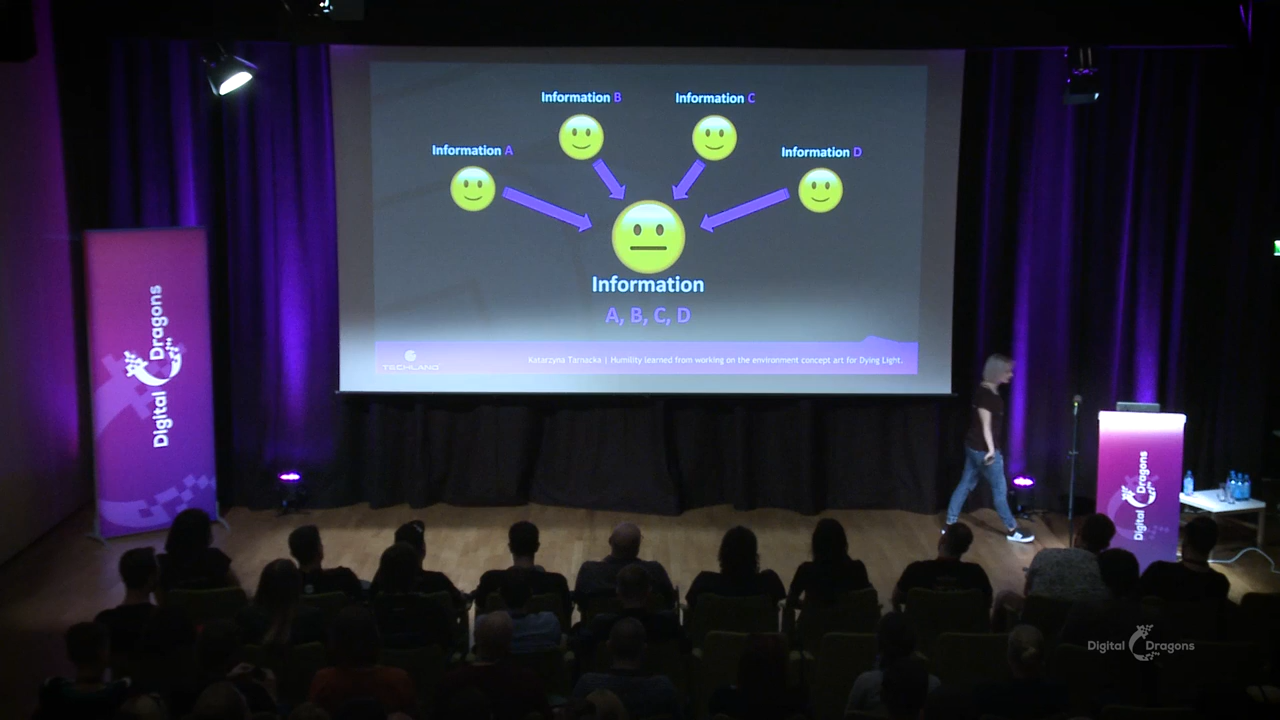 Information B
Information C
Information A
Information D
Information
A, B, C, D
TECHLAND
Katarzyna Tarnacka | Humility learned from working on the environment concept art for Dying Light.
Digital Dragons
Digital Dragons
Digital Dragons